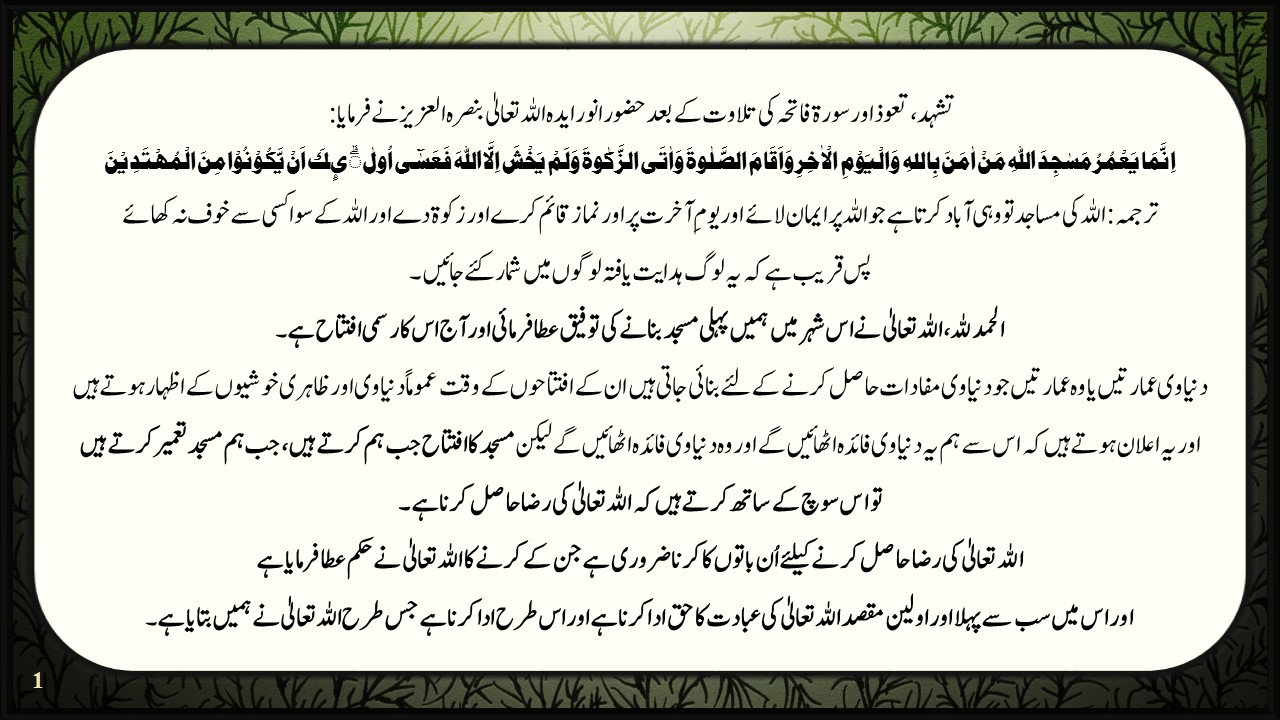 تشہد، تعوذ اور سورۃ فاتحہ کی تلاوت کے بعد حضور انور ایدہ اللہ تعالیٰ بنصرہ العزیز نے فرمایا:
اِنَّمَا يَعْمُرُ مَسٰجِدَ اللّٰهِ مَنْ اٰمَنَ بِاللهِ وَالْيَوْمِ الْاٰخِرِ وَاَقَامَ الصَّلٰوةَ وَاٰتَى الزَّكٰوةَ وَلَمْ يَخْشَ اِلَّا اللّٰهَ فَعَسٰٓى اُولٰٓٮِٕكَ اَنْ يَّكُوْنُوْا مِنَ الْمُهْتَدِيْنَ
ترجمہ: اللہ کی مساجد تو وہی آباد کرتا ہے جو اللہ پر ایمان لائے اور یومِ آخرت پر اور نماز قائم کرے اور زکوۃ دے اور اللہ کے سوا کسی سے خوف نہ کھائے
پس قریب ہے کہ یہ لوگ ہدایت یافتہ لوگوں میں شمار کئے جائیں۔
الحمد للہ، اللہ تعالیٰ نے اس شہر میں ہمیں پہلی مسجد بنانے کی توفیق عطا فرمائی اور آج اس کا رسمی افتتاح ہے۔
دنیاوی عمارتیں یا وہ عمارتیں جو دنیاوی مفادات حاصل کرنے کے لئے بنائی جاتی ہیں ان کے افتتاحوں کے وقت عموماً دنیاوی اور ظاہری خوشیوں کے اظہار ہوتے ہیں
اور یہ اعلان ہوتے ہیں کہ اس سے ہم یہ دنیاوی فائدہ اٹھائیں گے اور وہ دنیاوی فائدہ اٹھائیں گے لیکن مسجد کا افتتاح جب ہم کرتے ہیں، جب ہم مسجد تعمیر کرتے ہیں
تو اس سوچ کے ساتھ کرتے ہیں کہ اللہ تعالیٰ کی رضا حاصل کرنا ہے۔
اللہ تعالیٰ کی رضا حاصل کرنے کیلئے اُن باتوں کا کرنا ضروری ہے جن کے کرنے کا اللہ تعالیٰ نے حکم عطا فرمایا ہے
اور اس میں سب سے پہلا اور اولین مقصد اللہ تعالیٰ کی عبادت کا حق ادا کرنا ہے اور اس طرح ادا کرنا ہے جس طرح اللہ تعالیٰ نے ہمیں بتایا ہے۔
1